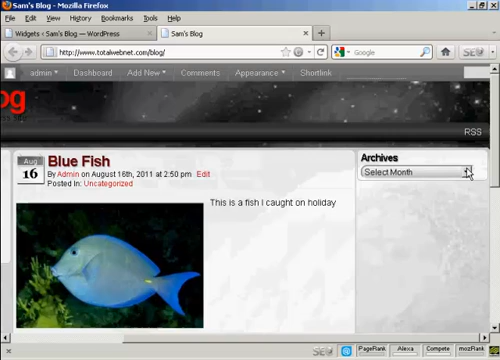 Sam's Blog - Mozilla Firefox
File Edit View History Bookmarks Tools Help
Widgets ‹ Sam's Blog — WordPress
Sam's Blog
http://www.totalwebnet.com/blog/
Google
SEO
admin Dashboard Add New Comments Appearance Shortlink
og
RSS
Aug
16
Blue Fish
By Admin on August 16th, 2011 at 2:50 pm Edit
Posted In: Uncategorized
This is a fish I caught on holiday
Archives
Select Month
SEO PageRank Alexa Compete mozRank